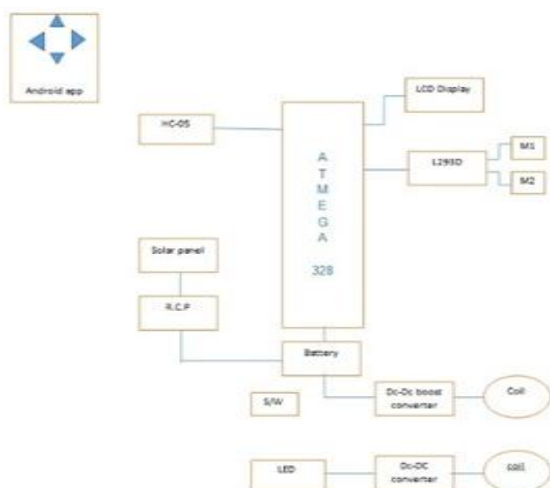 Android app
LCD Display
HC-05
M1
L293D
M2
ATMEGA
328
Solar panel
R.C.P
Battery
S/W
Dc-Dc boost
converter
Coil
LED
Dc-DC
converter
coil